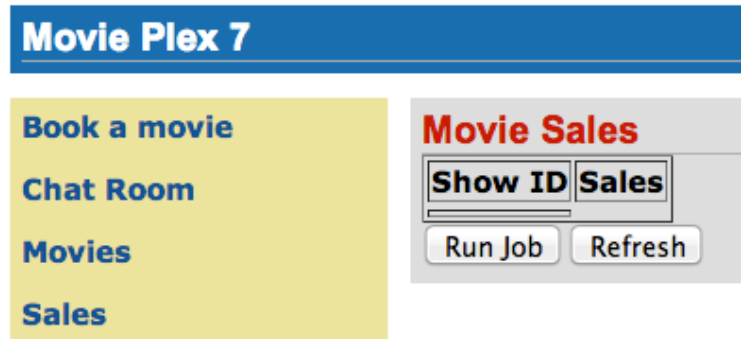 Movie Plex 7
Book a movie
Chat Room
Movies
Sales
Movie Sales
Show ID Sales
Run Job Refresh